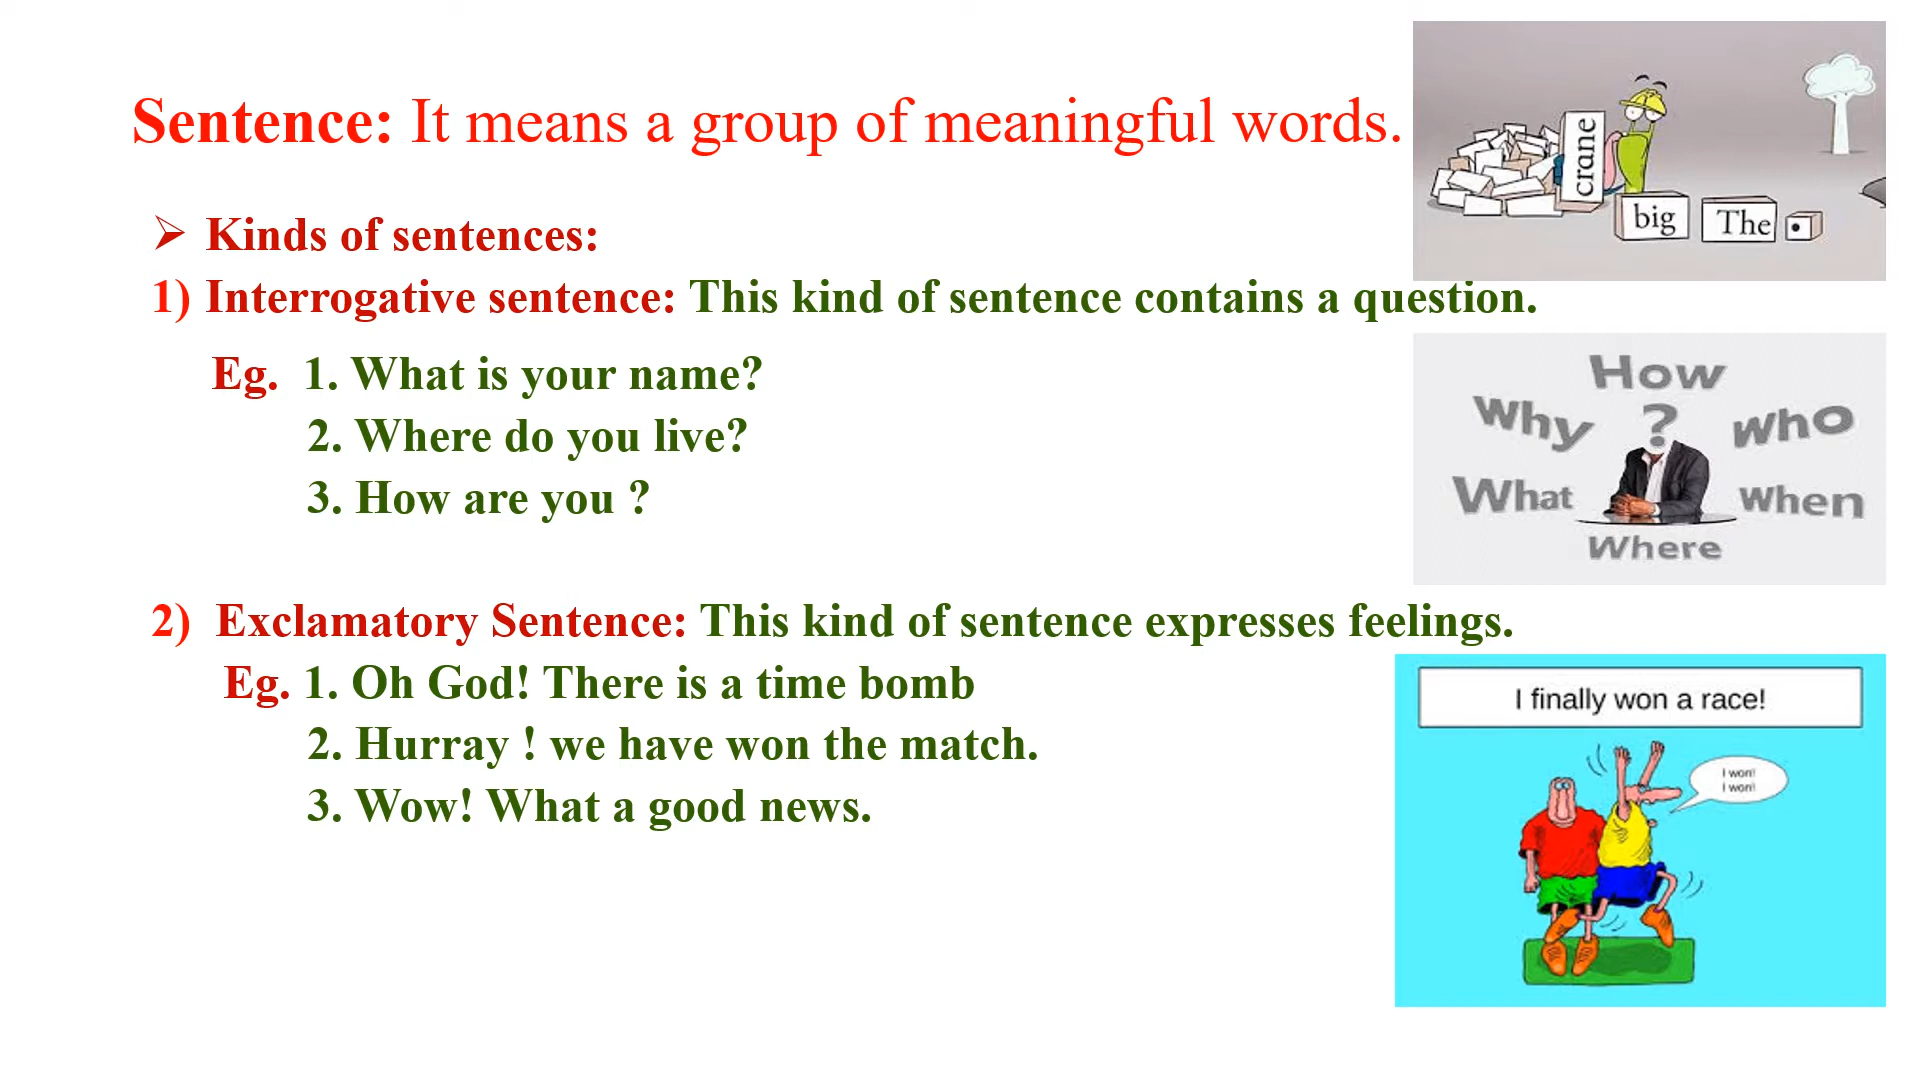 Sentence: It means a group of meaningful words.
➢ Kinds of sentences:
1) Interrogative sentence: This kind of sentence contains a question.
Eg. 1. What is your name?
2. Where do you live?
3. How are you ?
2) Exclamatory Sentence: This kind of sentence expresses feelings.
Eg. 1. Oh God! There is a time bomb
2. Hurray ! we have won the match.
3. Wow! What a good news.
crane
big The .
How
Why ? Who
What When
Where
I finally won a race!
I won!
I won!